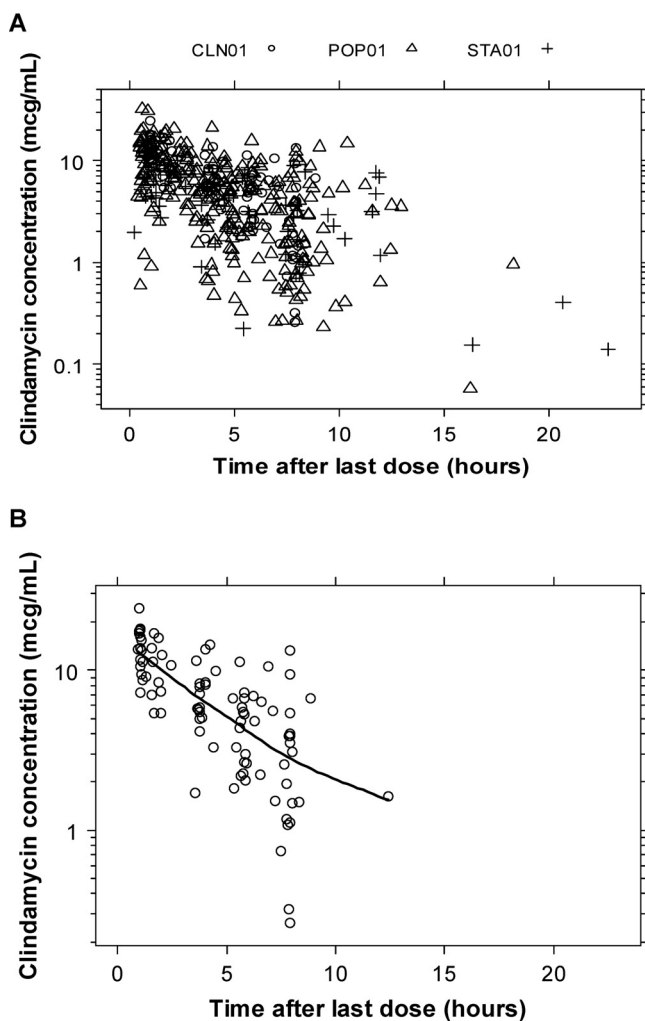 A
CLN01 POP01 STA01
Clindamycin concentration (mcg/mL)
10
1
0.1
0 5 10 15 20
Time after last dose (hours)
B
Clindamycin concentration (mcg/mL)
10
1
0 5 10 15 20
Time after last dose (hours)